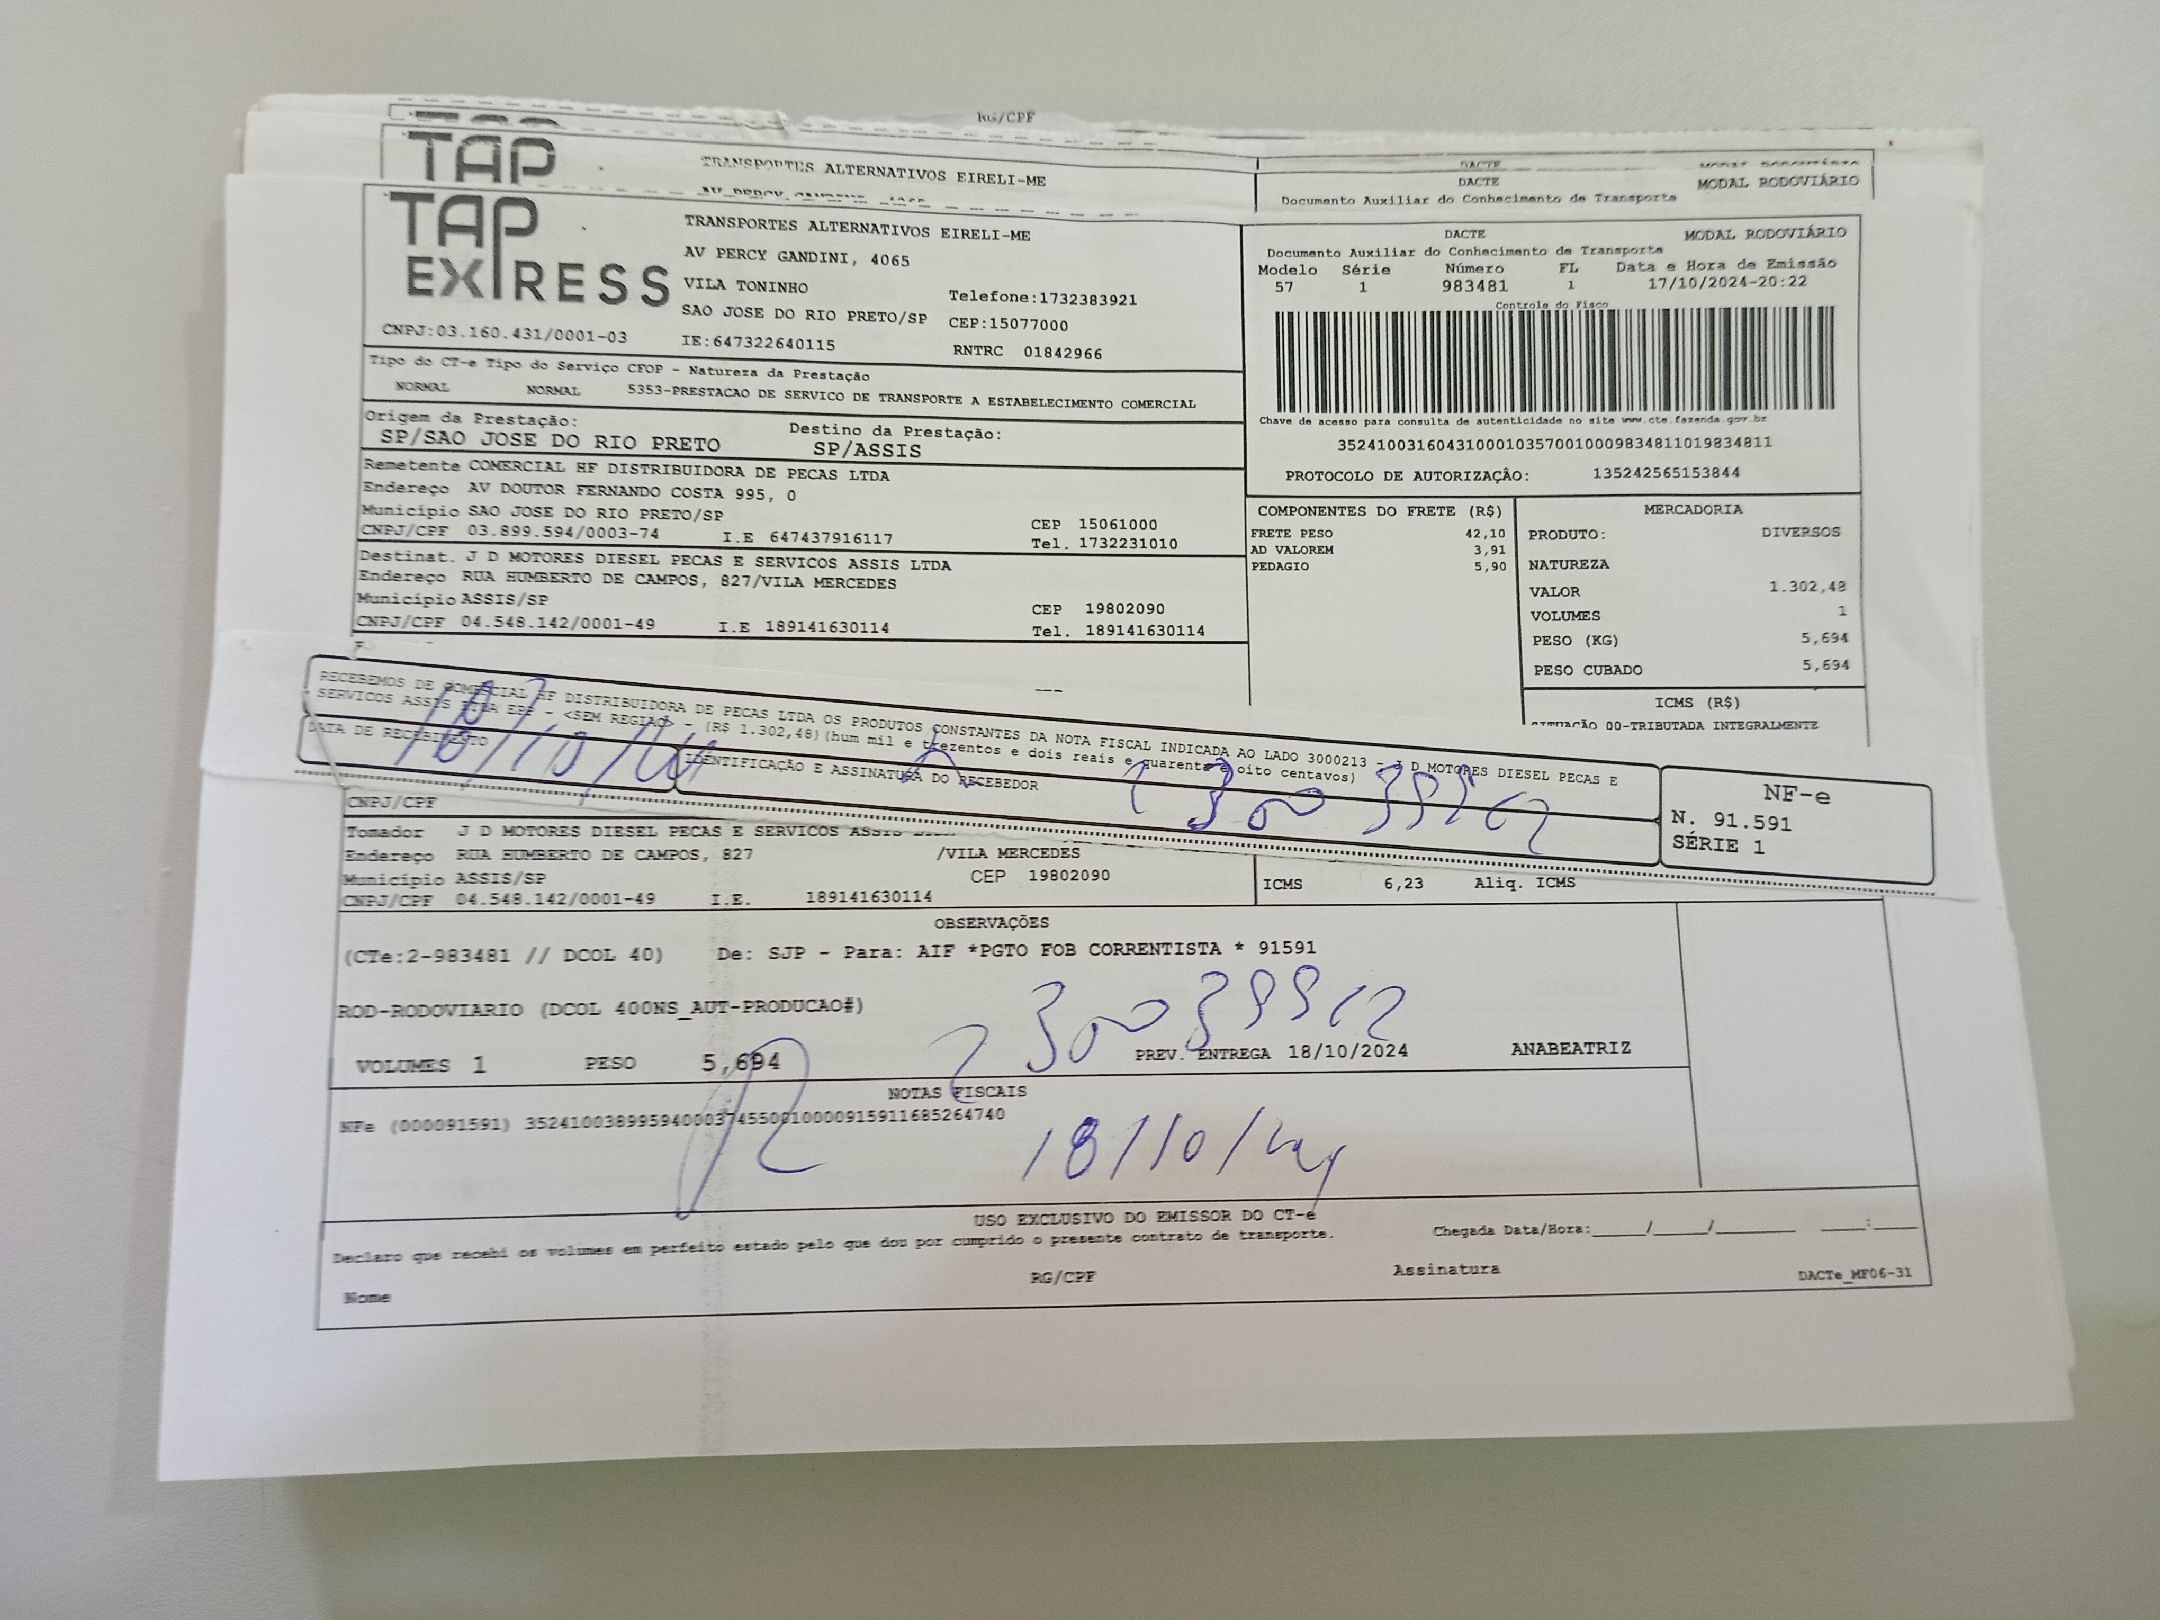 RG/CPF
DACTE MODAL RODOVIÁRIO
TAP
TRANSPORTES ALTERNATIVOS EIRELI-ME
DACTE MODAL RODOVIÁRIO
Documento Auxiliar do Conhecimento de Transporte
TAP EXPRESS
CNPJ:03.160.431/0001-03
TRANSPORTES ALTERNATIVOS EIRELI-ME
AV PERCY GANDINI, 4065
VILA TONINHO Telefone:1732383921
SAO JOSE DO RIO PRETO/SP CEP:15077000
IE:647322640115 RNTRC 01842966
DACTE MODAL RODOVIÁRIO
Documento Auxiliar do Conhecimento de Transporte
Modelo Série Número FL Data e Hora de Emissão
57 1 983481 1 17/10/2024-20:22
Controle do Fisco
Chave de acesso para consulta de autenticidade no site www.cte.fazenda.gov.br
35241003160431000103570010009834811019834811
PROTOCOLO DE AUTORIZAÇÃO: 135242565153844
Tipo do CT-e Tipo do Serviço CFOP - Natureza da Prestação
NORMAL NORMAL 5353-PRESTACAO DE SERVICO DE TRANSPORTE A ESTABELECIMENTO COMERCIAL
Origem da Prestação: Destino da Prestação:
SP/SAO JOSE DO RIO PRETO SP/ASSIS
Remetente COMERCIAL HF DISTRIBUIDORA DE PECAS LTDA
Endereço AV DOUTOR FERNANDO COSTA 995, 0
Município SAO JOSE DO RIO PRETO/SP CEP 15061000
CNPJ/CPF 03.899.594/0003-74 I.E 647437916117 Tel. 1732231010
Destinat. J D MOTORES DIESEL PECAS E SERVICOS ASSIS LTDA
Endereço RUA HUMBERTO DE CAMPOS, 827/VILA MERCEDES
Município ASSIS/SP CEP 19802090
CNPJ/CPF 04.548.142/0001-49 I.E 189141630114 Tel. 189141630114
COMPONENTES DO FRETE (R$)
FRETE PESO 42,10
AD VALOREM 3,91
PEDAGIO 5,90
MERCADORIA
PRODUTO: DIVERSOS
NATUREZA
VALOR 1.302,48
VOLUMES 1
PESO (KG) 5,694
PESO CUBADO 5,694
ICMS (R$)
SITUAÇÃO 00-TRIBUTADA INTEGRALMENTE
RECEBEMOS DE COMERCIAL HF DISTRIBUIDORA DE PECAS LTDA OS PRODUTOS CONSTANTES DA NOTA FISCAL INDICADA AO LADO 3000213 - J D MOTORES DIESEL PECAS E
SERVICOS ASSIS LTDA EPP - <SEM REGIAO> - (R$ 1.302,48)(hum mil e trezentos e dois reais e quarenta e oito centavos)
DATA DE RECEBIMENTO IDENTIFICAÇÃO E ASSINATURA DO RECEBEDOR
NF-e
N. 91.591
SÉRIE 1
CNPJ/CPF
Tomador J D MOTORES DIESEL PECAS E SERVICOS ASSIS
Endereço RUA HUMBERTO DE CAMPOS, 827 /VILA MERCEDES
Município ASSIS/SP CEP 19802090
CNPJ/CPF 04.548.142/0001-49 I.E. 189141630114
ICMS 6,23 Aliq. ICMS
OBSERVAÇÕES
(CTe:2-983481 // DCOL 40) De: SJP - Para: AIF *PGTO FOB CORRENTISTA * 91591
ROD-RODOVIARIO (DCOL 400NS_AUT-PRODUCAO#)
VOLUMES 1 PESO 5,694 PREV. ENTREGA 18/10/2024 ANABEATRIZ
NOTAS FISCAIS
NFe (000091591) 35241003899594000374550010000915911685264740
18/10/24
USO EXCLUSIVO DO EMISSOR DO CT-e
Declaro que recebi os volumes em perfeito estado pelo que dou por cumprido o presente contrato de transporte. Chegada Data/Hora:_____/_____/_______ ____:____
Nome RG/CPF Assinatura DACTe_MF06-31